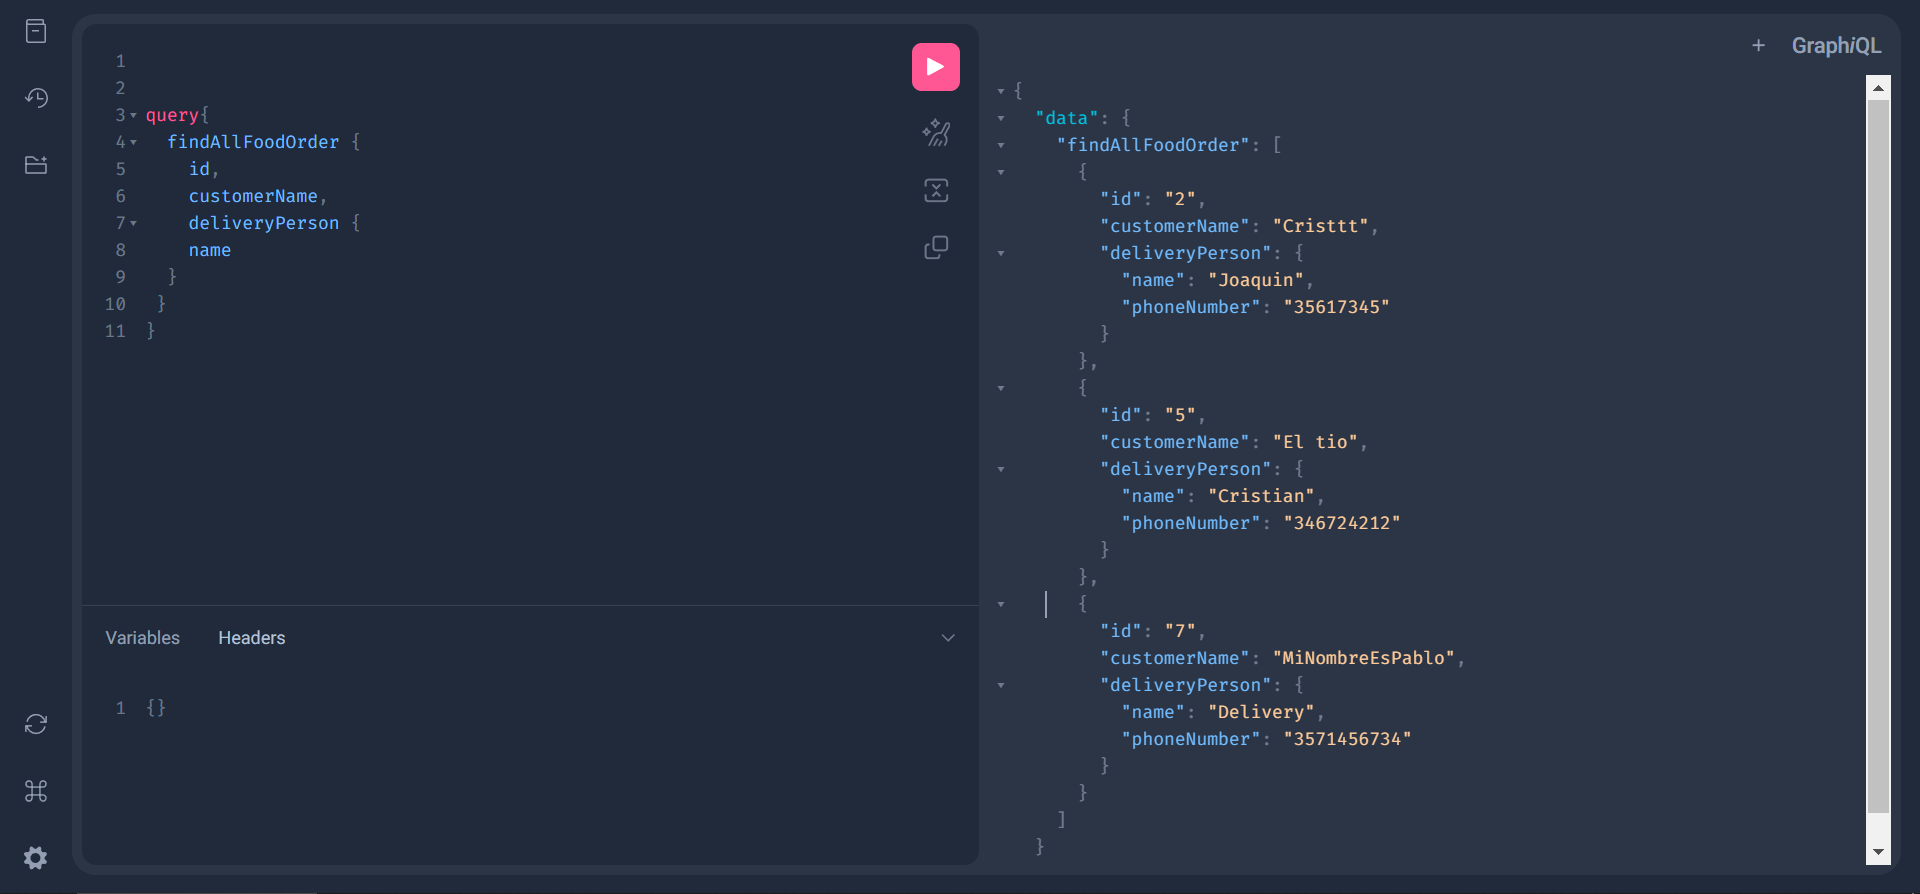 1
2
3 query{
4 findAllFoodOrder {
5 id,
6 customerName,
7 deliveryPerson {
8 name
9 }
10 }
11 }
Variables Headers
1 {}
+ GraphiQL
{
"data": {
"findAllFoodOrder": [
{
"id": "2",
"customerName": "Cristtt",
"deliveryPerson": {
"name": "Joaquin",
"phoneNumber": "35617345"
}
},
{
"id": "5",
"customerName": "El tio",
"deliveryPerson": {
"name": "Cristian",
"phoneNumber": "346724212"
}
},
{
"id": "7",
"customerName": "MiNombreEsPablo",
"deliveryPerson": {
"name": "Delivery",
"phoneNumber": "3571456734"
}
}
]
}